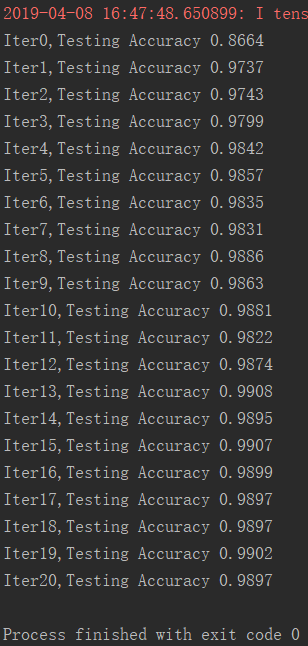 2019-04-08 16:47:48.650899: I tens
Iter0,Testing Accuracy 0.8664
Iter1,Testing Accuracy 0.9737
Iter2,Testing Accuracy 0.9743
Iter3,Testing Accuracy 0.9799
Iter4,Testing Accuracy 0.9842
Iter5,Testing Accuracy 0.9857
Iter6,Testing Accuracy 0.9835
Iter7,Testing Accuracy 0.9831
Iter8,Testing Accuracy 0.9886
Iter9,Testing Accuracy 0.9863
Iter10,Testing Accuracy 0.9881
Iter11,Testing Accuracy 0.9822
Iter12,Testing Accuracy 0.9874
Iter13,Testing Accuracy 0.9908
Iter14,Testing Accuracy 0.9895
Iter15,Testing Accuracy 0.9907
Iter16,Testing Accuracy 0.9899
Iter17,Testing Accuracy 0.9897
Iter18,Testing Accuracy 0.9897
Iter19,Testing Accuracy 0.9902
Iter20,Testing Accuracy 0.9897
Process finished with exit code 0